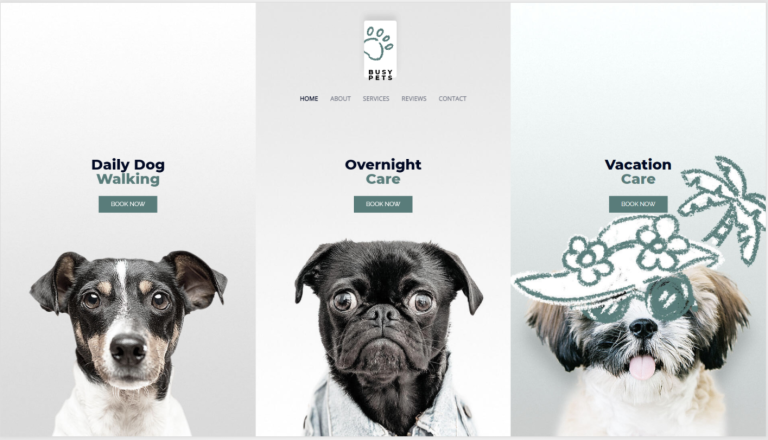 BUSY
PETS
HOME ABOUT SERVICES REVIEWS CONTACT
Daily Dog
Walking
BOOK NOW
Overnight
Care
BOOK NOW
Vacation
Care
BOOK NOW